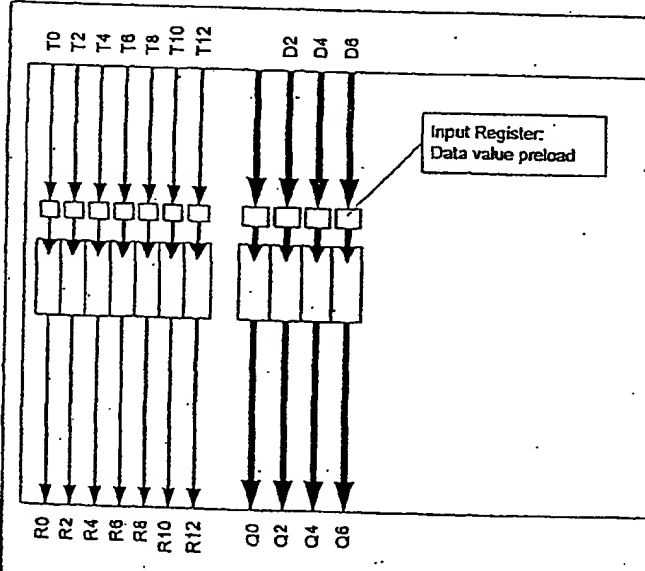 T0 T2 T4 T6 T8 T10 T12 D2 D4 D6
Input Register:
Data value preload
R0 R2 R4 R6 R8 R10 R12 Q0 Q2 Q4 Q6